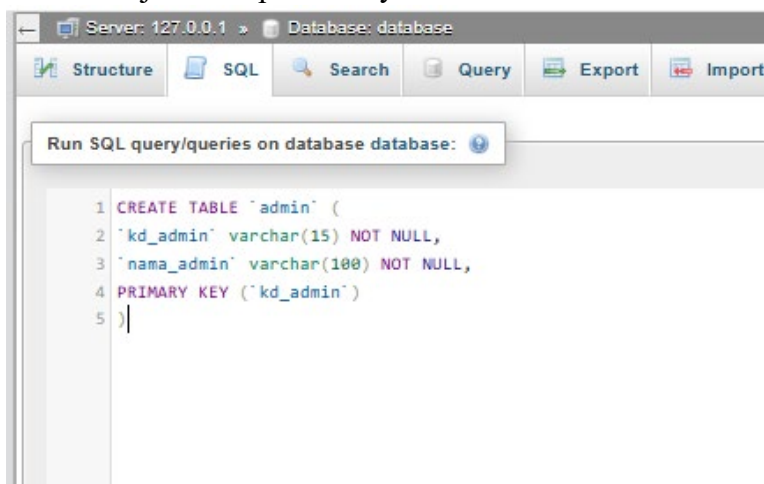 Server: 127.0.0.1 » Database: database
Structure SQL Search Query Export Import
Run SQL query/queries on database database:
1 CREATE TABLE `admin` (
2 `kd_admin` varchar(15) NOT NULL,
3 `nama_admin` varchar(100) NOT NULL,
4 PRIMARY KEY (`kd_admin`)
5 )